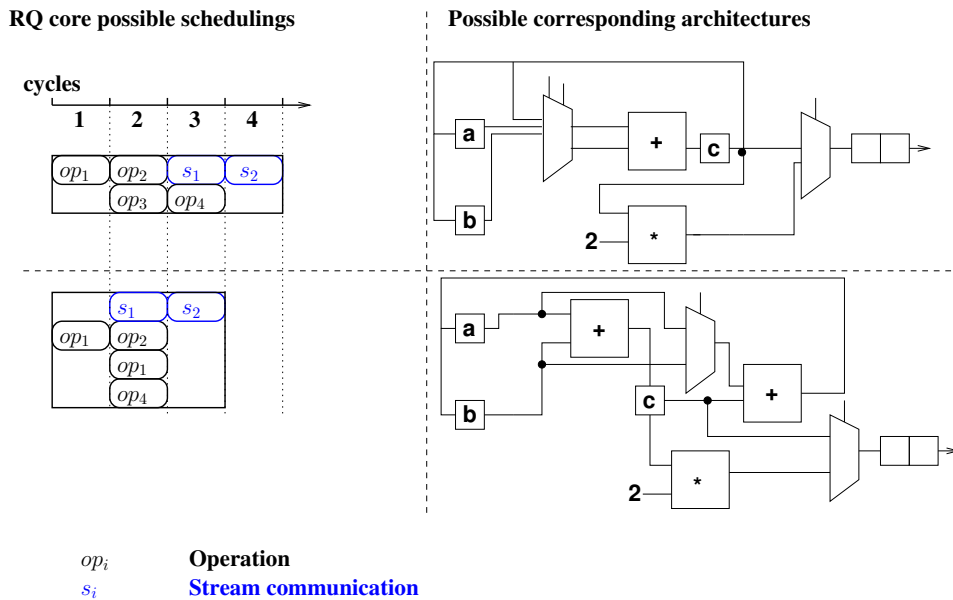 RQ core possible schedulings
Possible corresponding architectures
cycles
1 2 3 4
op1 op2 s1 s2
op3 op4
a
b
+
c
2
*
s1 s2
op1 op2
op1
op4
a
b
+
c
+
2
*
opi Operation
si Stream communication